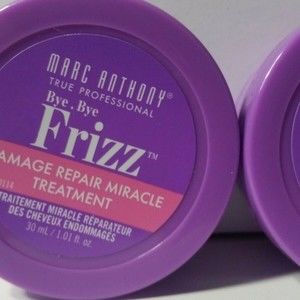 MARC ANTHONY®
TRUE PROFESSIONAL
Bye . Bye
Frizz™
AMAGE REPAIR MIRACLE
TREATMENT
TRAITEMENT MIRACLE RÉPARATEUR
DES CHEVEUX ENDOMMAGÉS
30 mL / 1.01 fl. oz